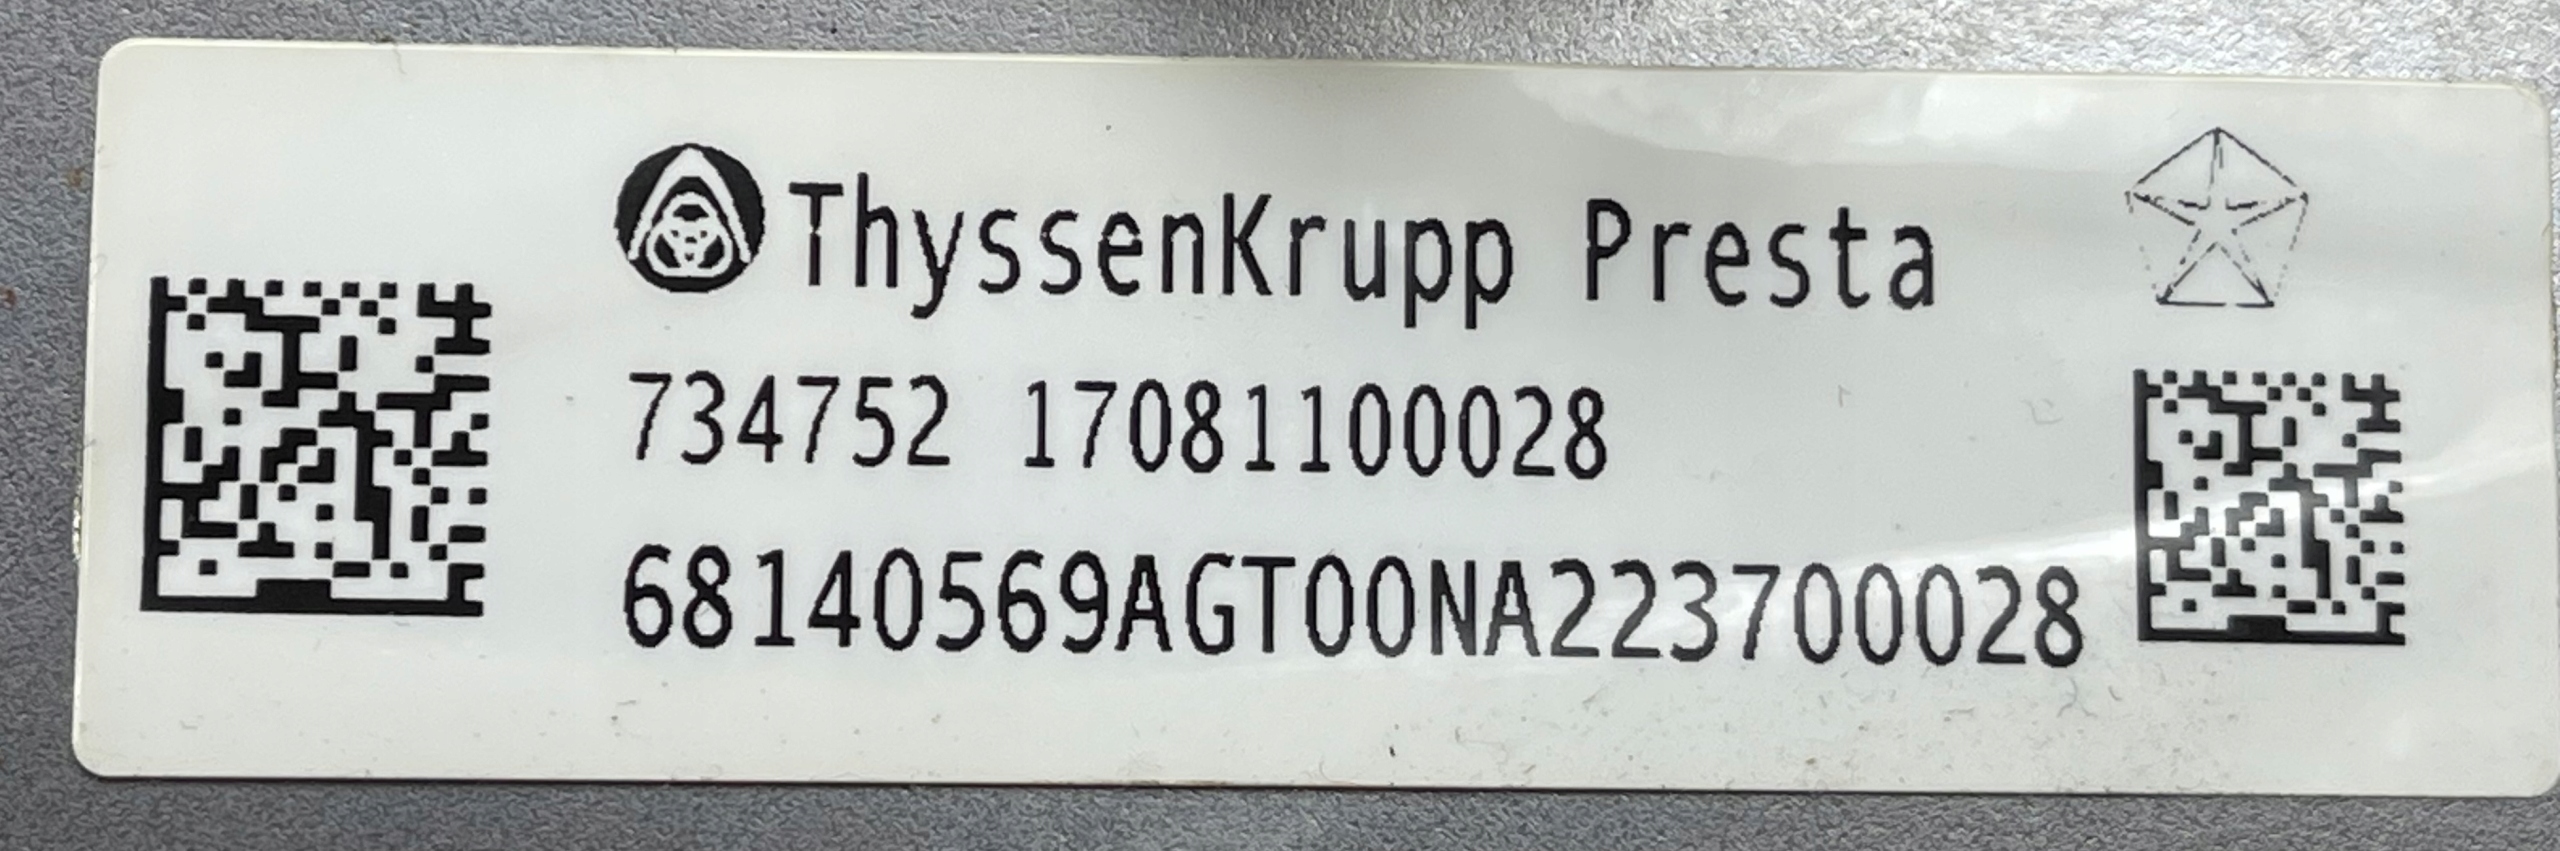 ThyssenKrupp Presta
734752 17081100028
68140569AGT00NA223700028